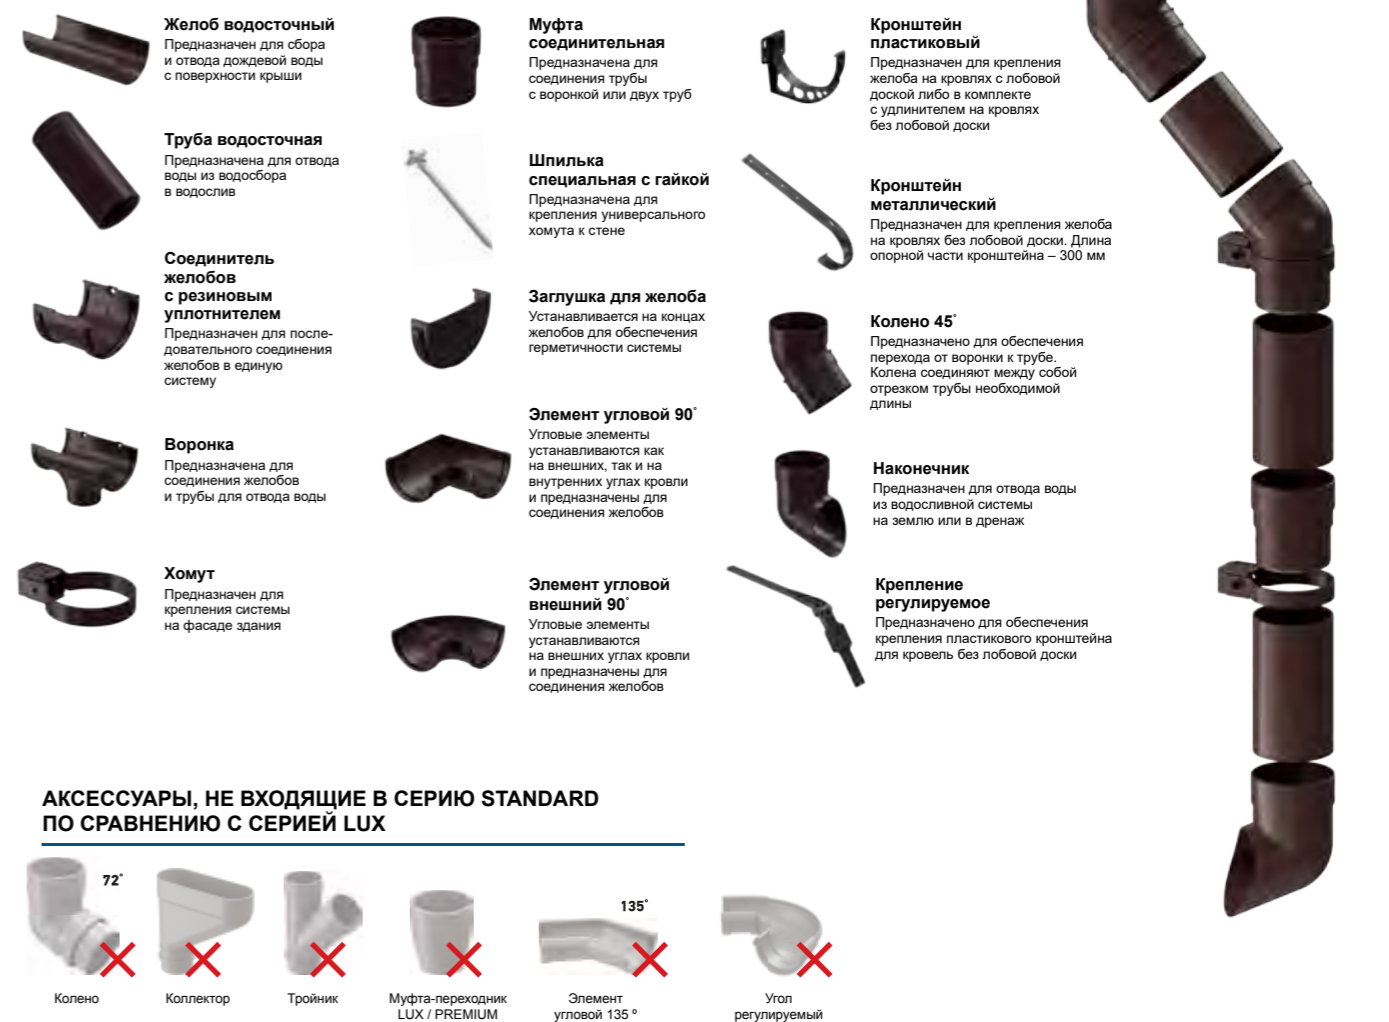 Желоб водосточный
Предназначен для сбора
и отвода дождевой воды
с поверхности крыши
Труба водосточная
Предназначена для отвода
воды из водосбора
в водослив
Соединитель
желобов
с резиновым
уплотнителем
Предназначен для после-
довательного соединения
желобов в единую
систему
Воронка
Предназначена для
соединения желобов
и трубы для отвода воды
Хомут
Предназначен для
крепления системы
на фасаде здания
Муфта
соединительная
Предназначена для
соединения трубы
с воронкой или двух труб
Шпилька
специальная с гайкой
Предназначена для
крепления универсального
хомута к стене
Заглушка для желоба
Устанавливается на концах
желобов для обеспечения
герметичности системы
Элемент угловой 90°
Угловые элементы
устанавливаются как
на внешних, так и на
внутренних углах кровли
и предназначены для
соединения желобов
Элемент угловой
внешний 90°
Угловые элементы
устанавливаются
на внешних углах кровли
и предназначены для
соединения желобов
Кронштейн
пластиковый
Предназначен для крепления
желоба на кровлях с лобовой
доской либо в комплекте
с удлинителем на кровлях
без лобовой доски
Кронштейн
металлический
Предназначен для крепления желоба
на кровлях без лобовой доски. Длина
опорной части кронштейна – 300 мм
Колено 45°
Предназначено для обеспечения
перехода от воронки к трубе.
Колена соединяют между собой
отрезком трубы необходимой
длины
Наконечник
Предназначен для отвода воды
из водосливной системы
на землю или в дренаж
Крепление
регулируемое
Предназначено для обеспечения
крепления пластикового кронштейна
для кровель без лобовой доски
АКСЕССУАРЫ, НЕ ВХОДЯЩИЕ В СЕРИЮ STANDARD
ПО СРАВНЕНИЮ С СЕРИЕЙ LUX
72°
Колено
Коллектор
Тройник
Муфта-переходник
LUX / PREMIUM
135°
Элемент
угловой 135 º
Угол
регулируемый